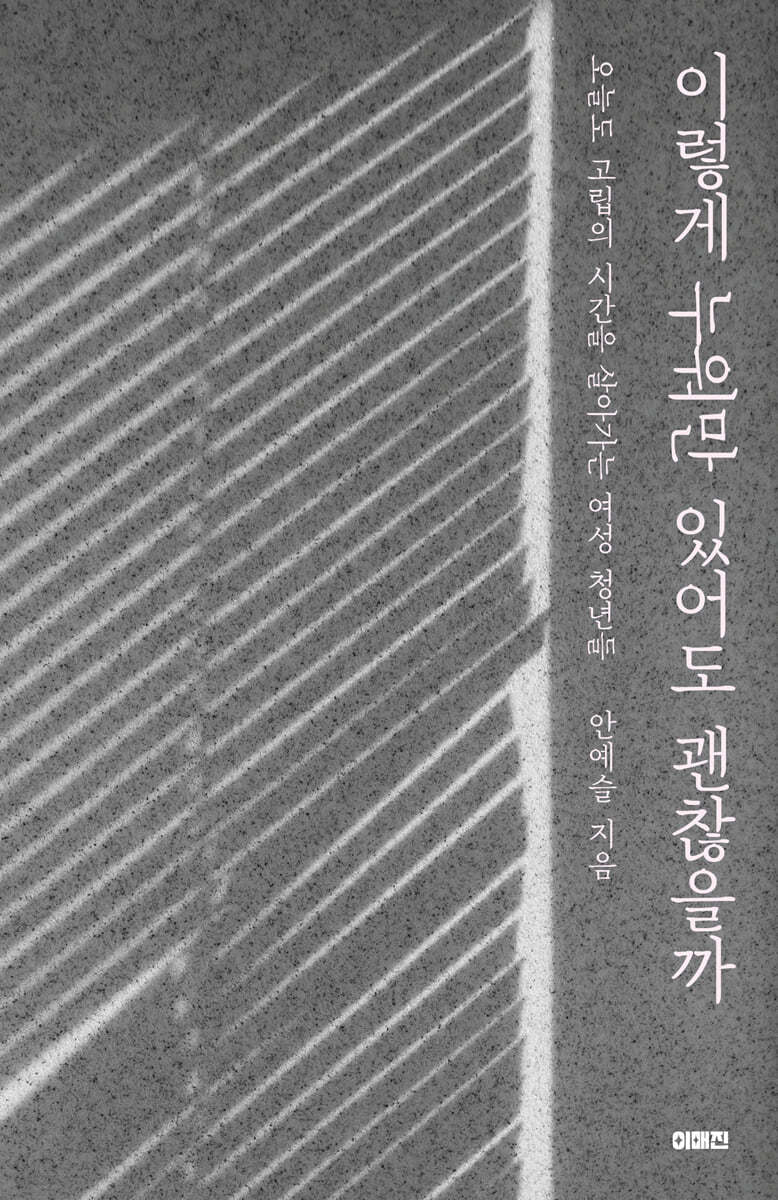 이렇게 누워만 있어도 괜찮을까
오늘도 고립의 시간을 살아가는 여성 청년들
안예슬 지음
이매진